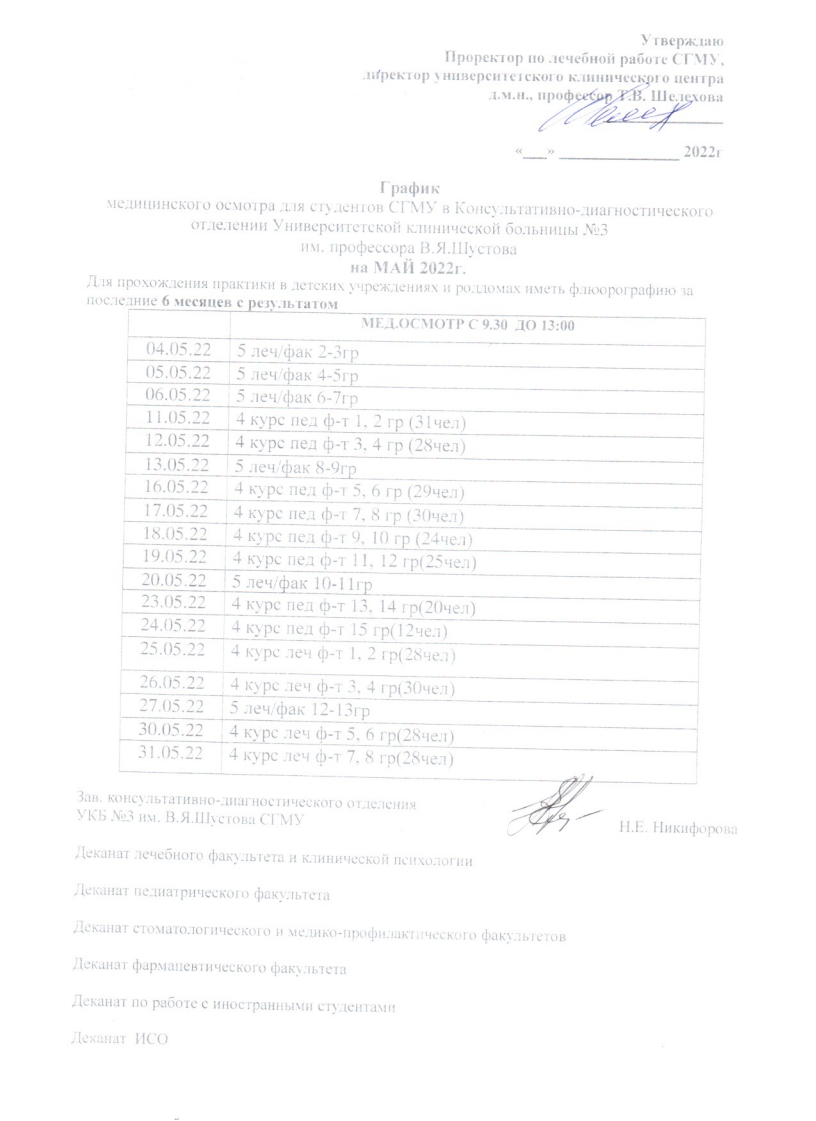 Утверждаю
Проректор по лечебной работе СГМУ,
директор университетского клинического центра
д.м.н., профессор Т.В. Шелехова
«___» _________________ 2022г
График
медицинского осмотра для студентов СГМУ в Консультативно-диагностического
отделении Университетской клинической больницы №3
им. профессора В.Я.Шустова
на МАЙ 2022г.
Для прохождения практики в детских учреждениях и роддомах иметь флюорографию за
последние 6 месяцев с результатом
МЕД.ОСМОТР С 9.30 ДО 13:00
04.05.22 5 леч/фак 2-3гр
05.05.22 5 леч/фак 4-5гр
06.05.22 5 леч/фак 6-7гр
11.05.22 4 курс пед ф-т 1, 2 гр (31чел)
12.05.22 4 курс пед ф-т 3, 4 гр (28чел)
13.05.22 5 леч/фак 8-9гр
16.05.22 4 курс пед ф-т 5, 6 гр (29чел)
17.05.22 4 курс пед ф-т 7, 8 гр (30чел)
18.05.22 4 курс пед ф-т 9, 10 гр (24чел)
19.05.22 4 курс пед ф-т 11, 12 гр(25чел)
20.05.22 5 леч/фак 10-11гр
23.05.22 4 курс пед ф-т 13, 14 гр(20чел)
24.05.22 4 курс пед ф-т 15 гр(12чел)
25.05.22 4 курс леч ф-т 1, 2 гр(28чел)
26.05.22 4 курс леч ф-т 3, 4 гр(30чел)
27.05.22 5 леч/фак 12-13гр
30.05.22 4 курс леч ф-т 5, 6 гр(28чел)
31.05.22 4 курс леч ф-т 7, 8 гр(28чел)
Зав. консультативно-диагностического отделения
УКБ №3 им. В.Я.Шустова СГМУ
Н.Е. Никифорова
Деканат лечебного факультета и клинической психологии
Деканат педиатрического факультета
Деканат стоматологического и медико-профилактического факультетов
Деканат фармацевтического факультета
Деканат по работе с иностранными студентами
Деканат ИСО